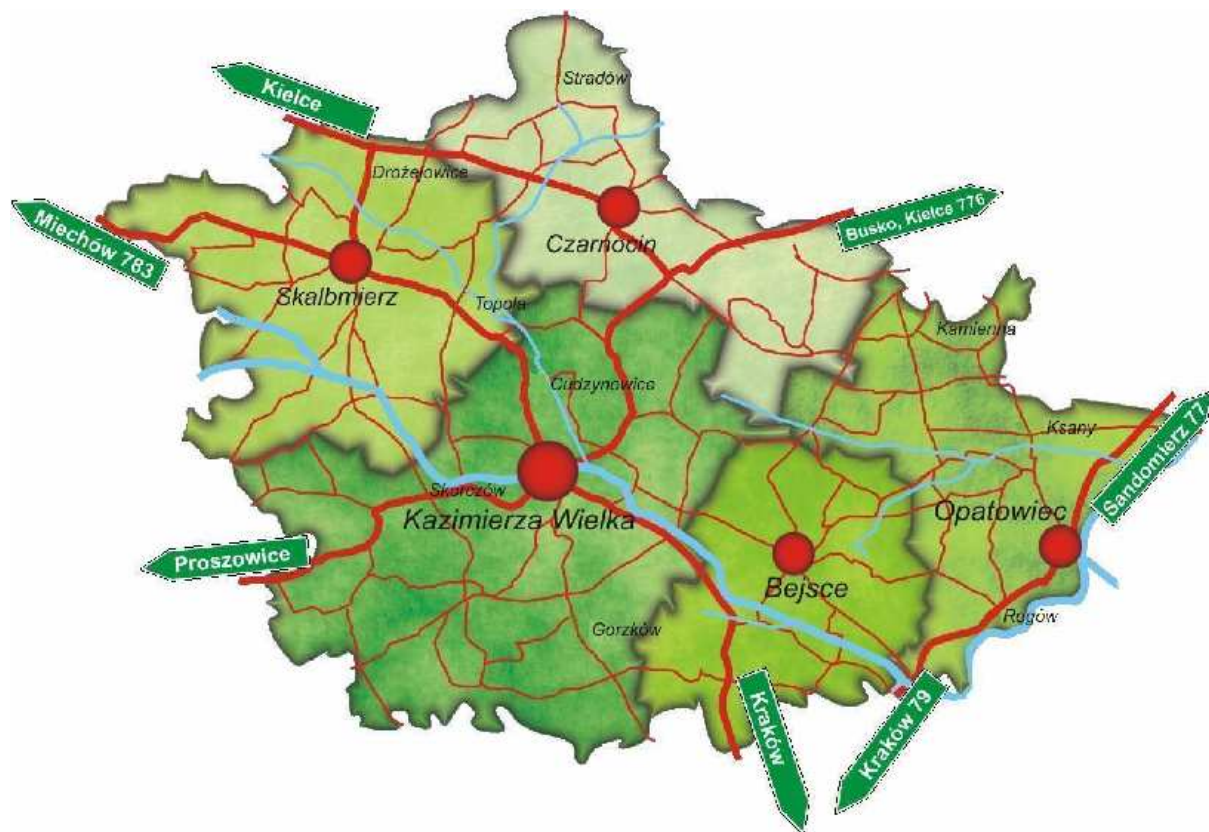 Stradów
Kielce
Drożejowice
Miechów 783
Busko, Kielce 776
Czarnocin
Skalbmierz
Topola
Kamienna
Cudzynowice
Ksany
Sandomierz 77
Skorczów
Kazimierza Wielka
Opatowiec
Proszowice
Bejsce
Rogów
Gorzków
Kraków
Kraków 79